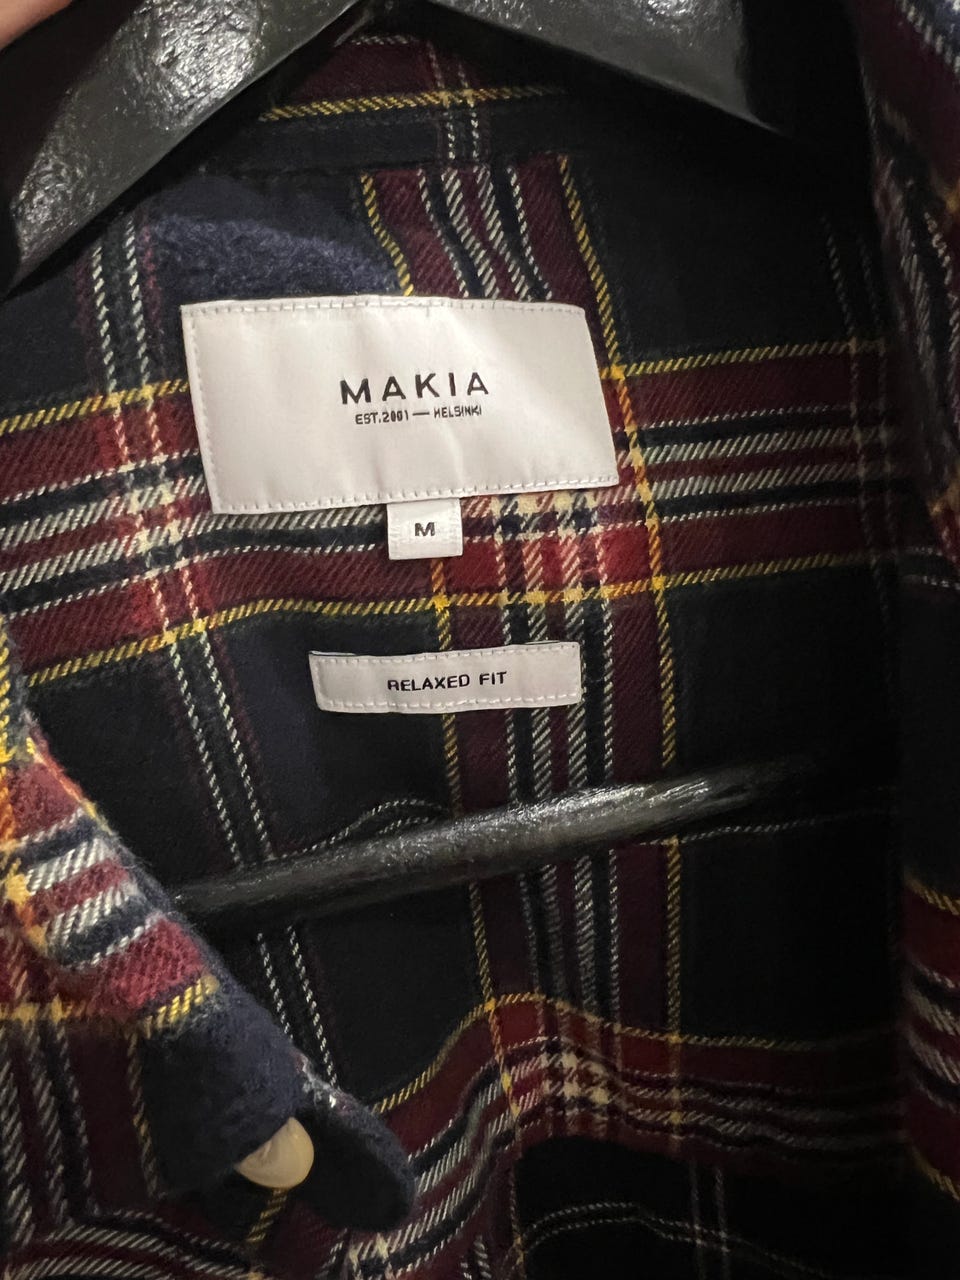 MAKIA
EST.2001 — HELSINKI
M
RELAXED FIT